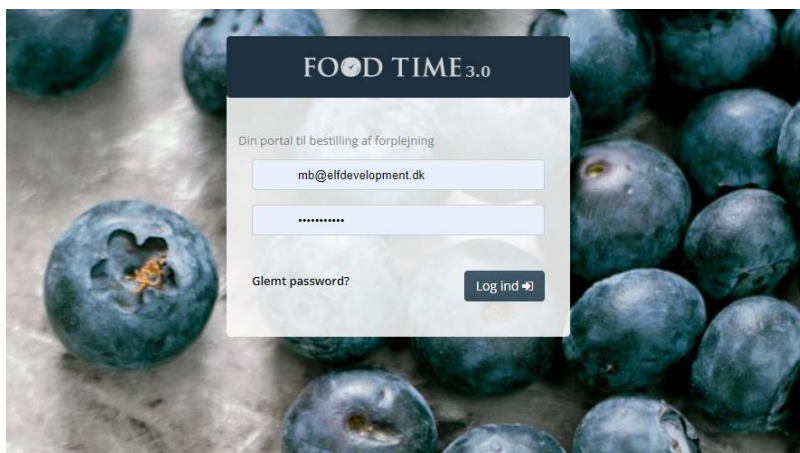 FOOD TIME 3.0
Din portal til bestilling af forplejning
mb@elfdevelopment.dk
•••••••••••
Glemt password?
Log ind